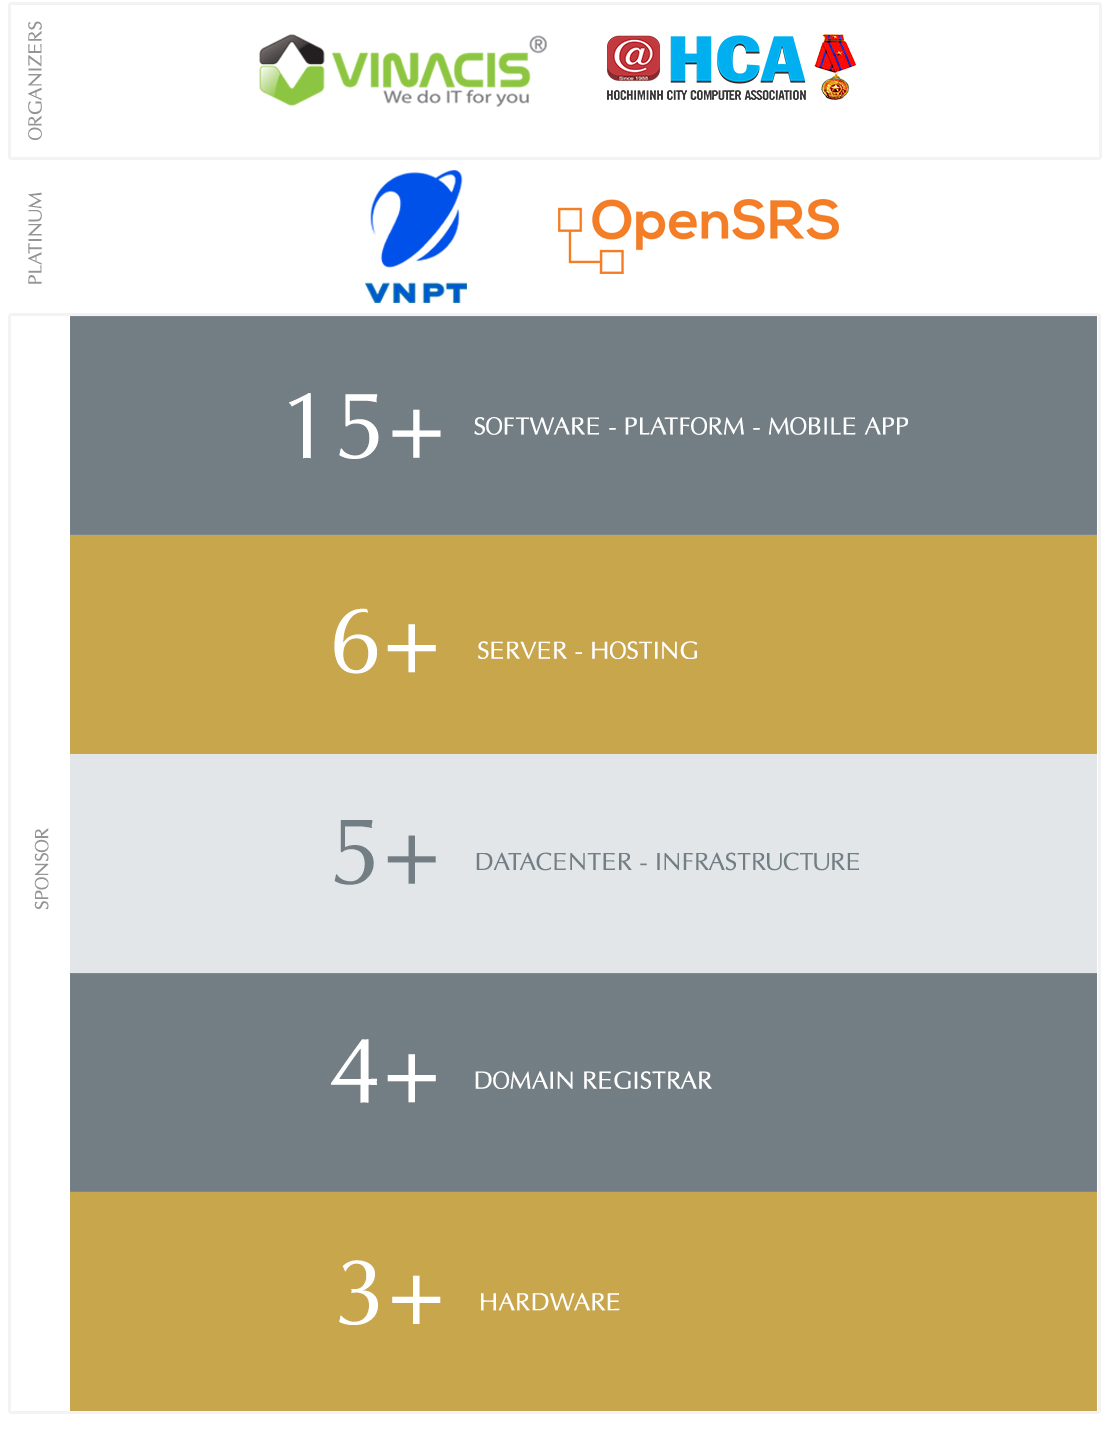 ORGANIZERS
VINACIS®
We do IT for you
@ HCA
Since 1988
HOCHIMINH CITY COMPUTER ASSOCIATION
PLATINUM
VNPT
OpenSRS
SPONSOR
15+ SOFTWARE - PLATFORM - MOBILE APP
6+ SERVER - HOSTING
5+ DATACENTER - INFRASTRUCTURE
4+ DOMAIN REGISTRAR
3+ HARDWARE